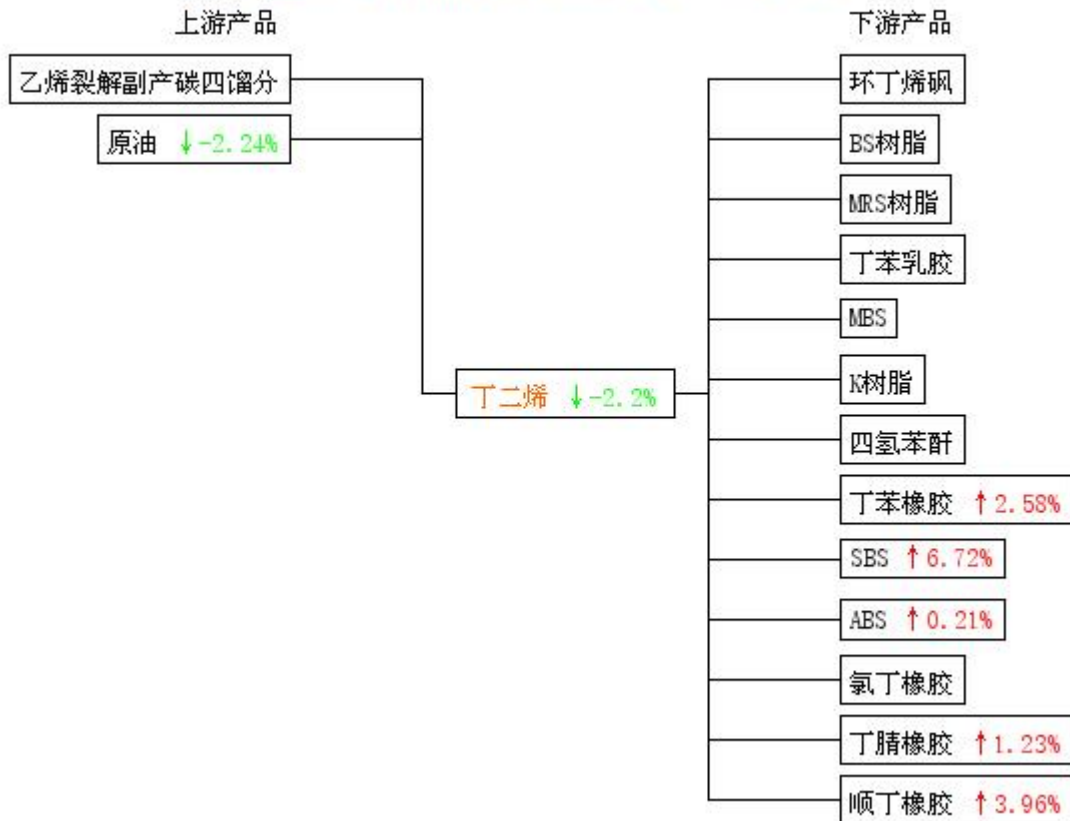 上游产品
下游产品
乙烯裂解副产碳四馏分
原油 ↓-2.24%
丁二烯 ↓-2.2%
环丁烯砜
BS树脂
MRS树脂
丁苯乳胶
MBS
K树脂
四氢苯酐
丁苯橡胶 ↑2.58%
SBS ↑6.72%
ABS ↑0.21%
氯丁橡胶
丁腈橡胶 ↑1.23%
顺丁橡胶 ↑3.96%